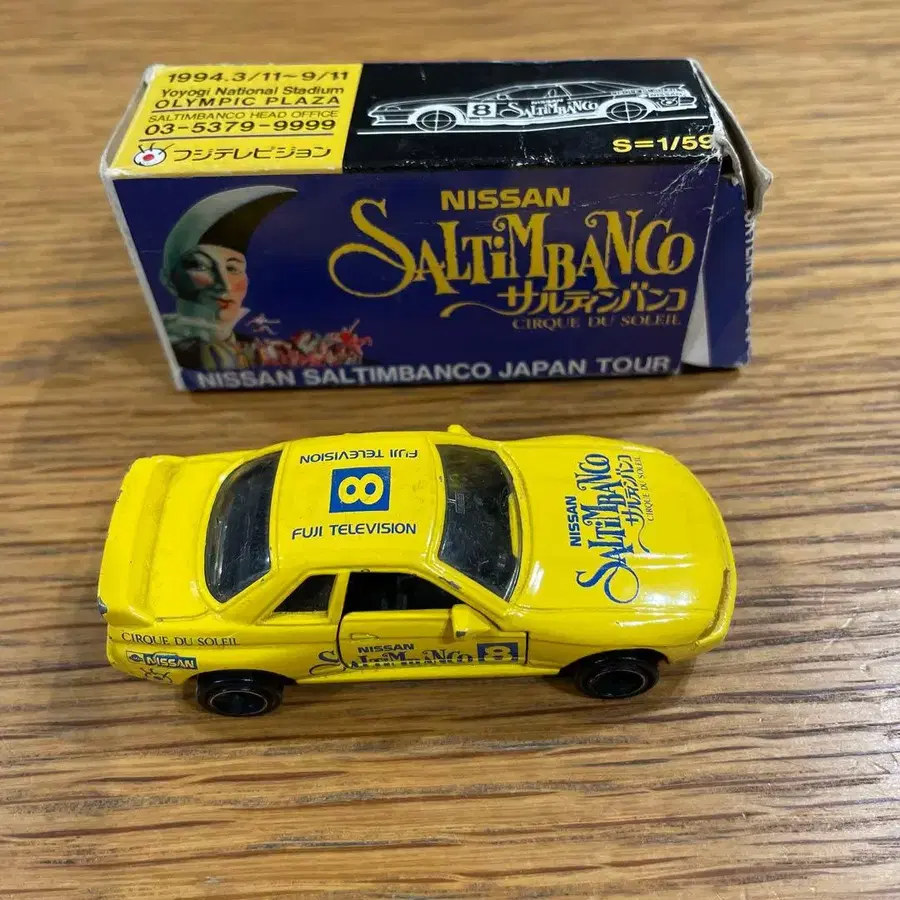 1994.3/11~9/11
Yoyogi National Stadium
OLYMPIC PLAZA
SALTIMBANCO HEAD OFFICE
03-5379-9999
フジテレビジョン
8
NISSAN
SALTiMBANCO
S=1/59
NISSAN
SALTiMBANCO
サルティンバンコ
CIRQUE DU SOLEIL
NISSAN SALTIMBANCO JAPAN TOUR
FUJI TELEVISION
8
FUJI TELEVISION
NISSAN
SALTiMBANCO
サルティンバンコ
CIRQUE DU SOLEIL
CIRQUE DU SOLEIL
NISSAN
NISSAN
SALTiMBANCO
8